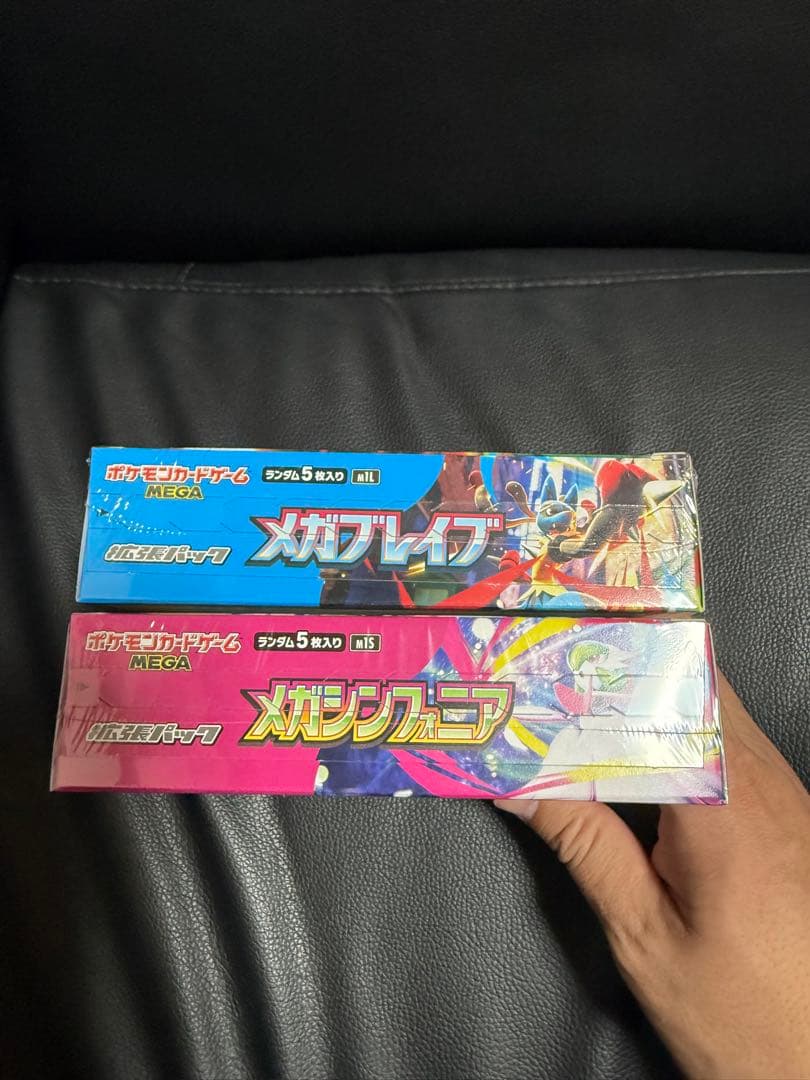 ポケモンカードゲーム
MEGA
ランダム5枚入り
M1L
拡張パック
メガブレイブ
ポケモンカードゲーム
MEGA
ランダム5枚入り
M1S
拡張パック
メガシンフォニア